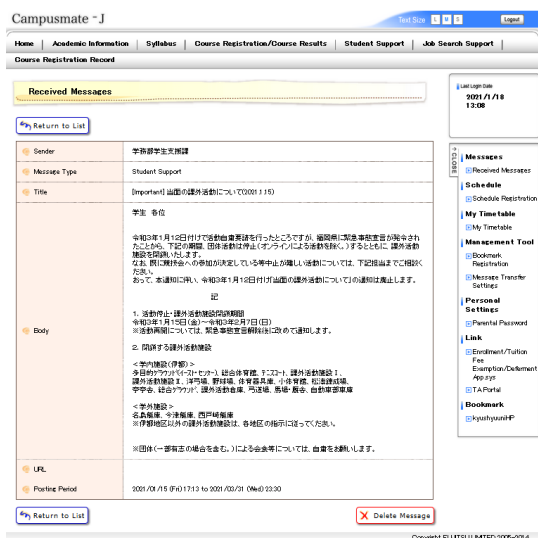 Campusmate - J
Text Size L M S Logout
Home | Academic Information | Syllabus | Course Registration/Course Results | Student Support | Job Search Support |
Course Registration Record
Received Messages
Return to List
Sender 学務部学生支援課
Message Type Student Support
Title [Important] 当面の課外活動について(2021.1.15)
Body
学生 各位
令和3年1月12日付けで活動自粛要請を行ったところですが、福岡県に緊急事態宣言が発令され
たことから、下記の期間、団体活動は停止(オンラインによる活動を除く。)するとともに、課外活動
施設を閉鎖いたします。
なお、既に競技会への参加が決定している等中止が難しい活動については、下記担当までご相談く
ださい。
あって、本通知に伴い、令和3年1月12日付け「当面の課外活動について」の通知は廃止します。
記
1. 活動停止・課外活動施設閉鎖期間
令和3年1月15日(金)~令和3年2月7日(日)
※活動再開については、緊急事態宣言解除後に改めて通知します。
2. 閉鎖する課外活動施設
<学内施設(伊都)>
多目的グラウンド(イーストセンター)、総合体育館、テニスコート、課外活動施設Ⅰ、
課外活動施設Ⅱ、洋弓場、野球場、体育器具庫、小体育館、松濤錬成場、
総合グラウンド、課外活動倉庫、弓道場、馬場・厩舎、自動車部車庫
<学外施設>
名島艇庫、今津艇庫、西戸崎艇庫
※伊都地区以外の課外活動施設は、各地区の指示に従ってください。
※団体(一部有志の場合を含む。)による会食等については、自粛をお願いします。
URL
Posting Period 2021/01/15 (Fri) 17:13 to 2021/03/31 (Wed) 23:30
Return to List
Delete Message
Last Login Date
2021/1/18
13:08
CLOSE
Messages
Received Messages
Schedule
Schedule Registration
My Timetable
My Timetable
Management Tool
Bookmark
Registration
Message Transfer
Settings
Personal
Settings
Parental Password
Link
Enrollment/Tuition
Fee
Exemption/Deferment
App.sys
TA Portal
Bookmark
kyushyuuniHP
Copyright FUJITSU LIMITED 2005-2014